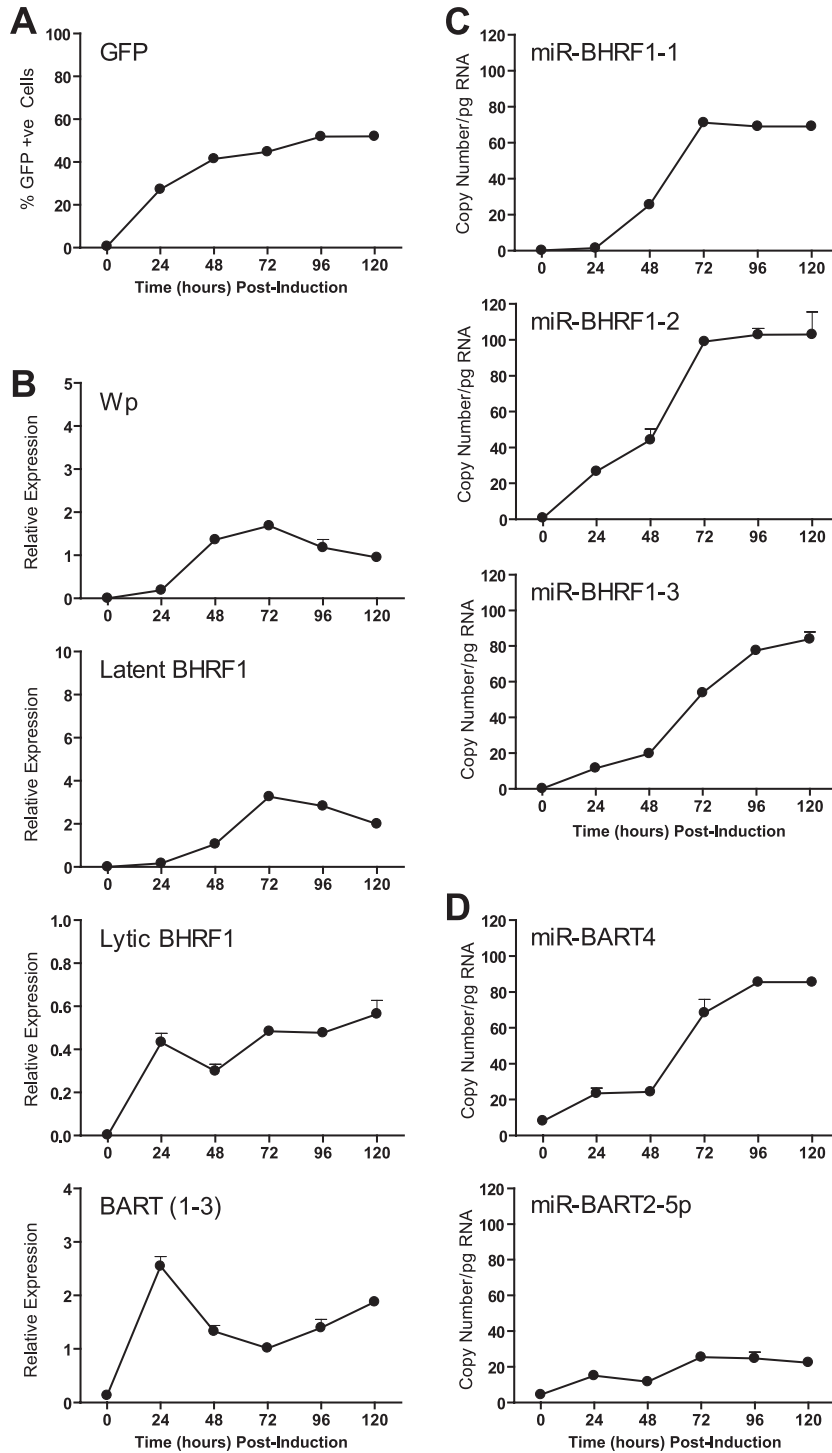 A
GFP
% GFP +ve Cells
100
80
60
40
20
0
0 24 48 72 96 120
Time (hours) Post-Induction
B
Wp
Relative Expression
5
4
3
2
1
0
0 24 48 72 96 120
Latent BHRF1
Relative Expression
10
8
6
4
2
0
0 24 48 72 96 120
Lytic BHRF1
Relative Expression
1.0
0.8
0.6
0.4
0.2
0.0
0 24 48 72 96 120
BART (1-3)
Relative Expression
4
3
2
1
0
0 24 48 72 96 120
Time (hours) Post-Induction
C
miR-BHRF1-1
Copy Number/pg RNA
120
100
80
60
40
20
0
0 24 48 72 96 120
miR-BHRF1-2
Copy Number/pg RNA
120
100
80
60
40
20
0
0 24 48 72 96 120
miR-BHRF1-3
Copy Number/pg RNA
120
100
80
60
40
20
0
0 24 48 72 96 120
Time (hours) Post-Induction
D
miR-BART4
Copy Number/pg RNA
120
100
80
60
40
20
0
0 24 48 72 96 120
miR-BART2-5p
Copy Number/pg RNA
120
100
80
60
40
20
0
0 24 48 72 96 120
Time (hours) Post-Induction